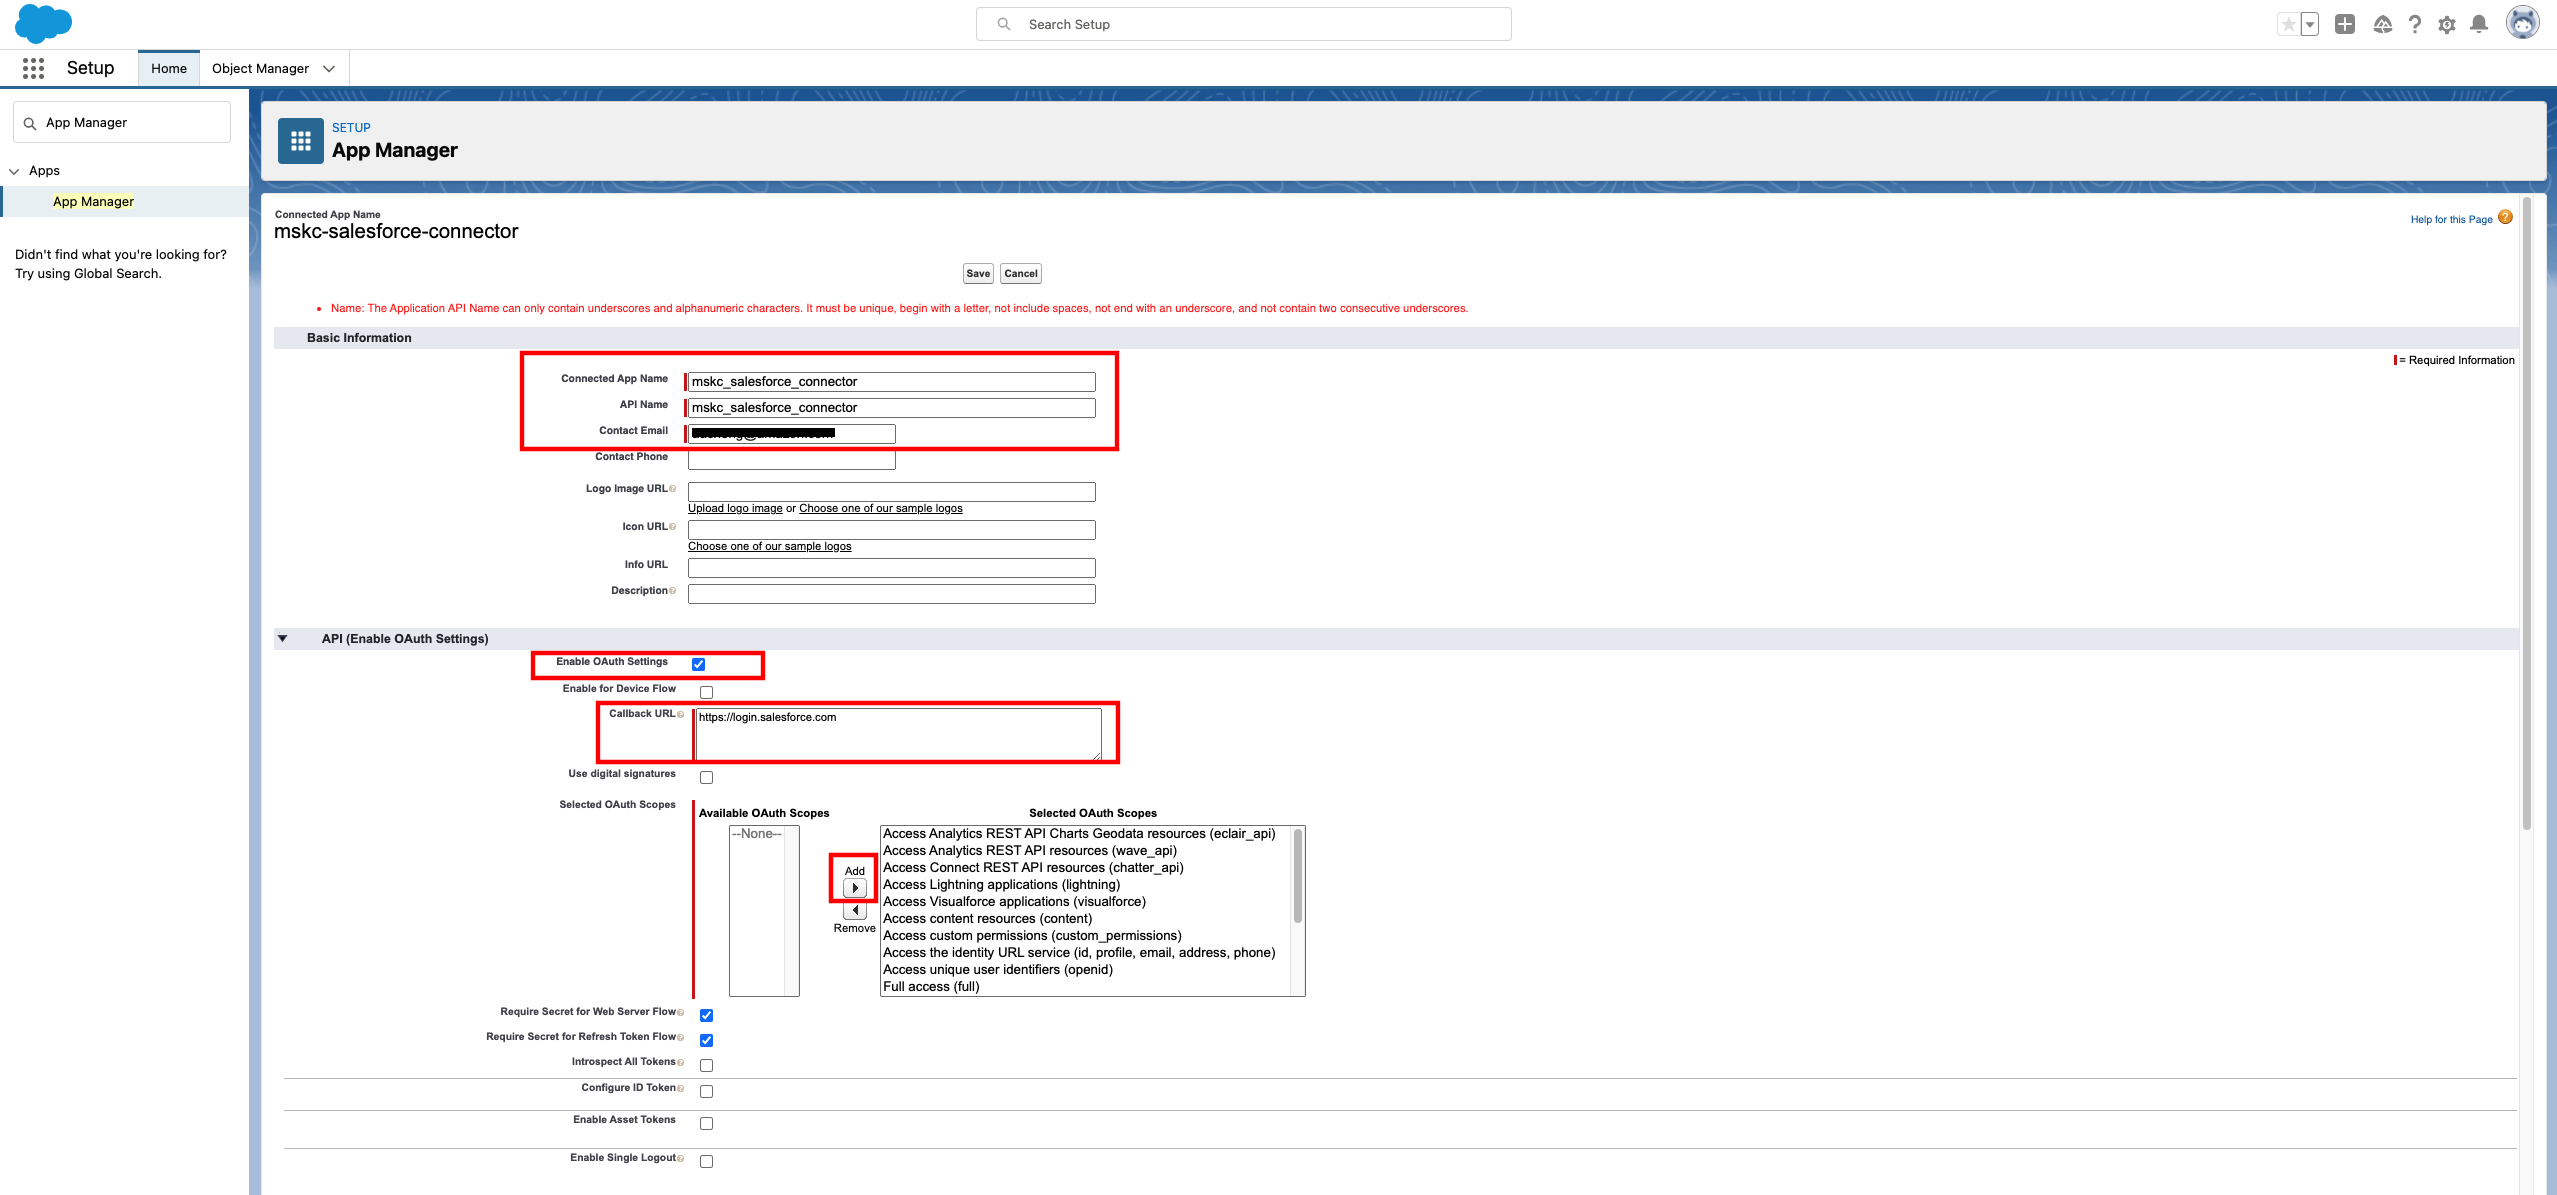 Search Setup
Setup
Home
Object Manager
App Manager
Apps
App Manager
Didn't find what you're looking for?
Try using Global Search.
SETUP
App Manager
Connected App Name
mskc-salesforce-connector
Help for this Page
Save Cancel
• Name: The Application API Name can only contain underscores and alphanumeric characters. It must be unique, begin with a letter, not include spaces, not end with an underscore, and not contain two consecutive underscores.
Basic Information
= Required Information
Connected App Name mskc_salesforce_connector
API Name mskc_salesforce_connector
Contact Email
Contact Phone
Logo Image URL
Upload logo image or Choose one of our sample logos
Icon URL
Choose one of our sample logos
Info URL
Description
API (Enable OAuth Settings)
Enable OAuth Settings
Enable for Device Flow
Callback URL https://login.salesforce.com
Use digital signatures
Selected OAuth Scopes
Available OAuth Scopes
--None--
Add
Remove
Selected OAuth Scopes
Access Analytics REST API Charts Geodata resources (eclair_api)
Access Analytics REST API resources (wave_api)
Access Connect REST API resources (chatter_api)
Access Lightning applications (lightning)
Access Visualforce applications (visualforce)
Access content resources (content)
Access custom permissions (custom_permissions)
Access the identity URL service (id, profile, email, address, phone)
Access unique user identifiers (openid)
Full access (full)
Require Secret for Web Server Flow
Require Secret for Refresh Token Flow
Introspect All Tokens
Configure ID Token
Enable Asset Tokens
Enable Single Logout